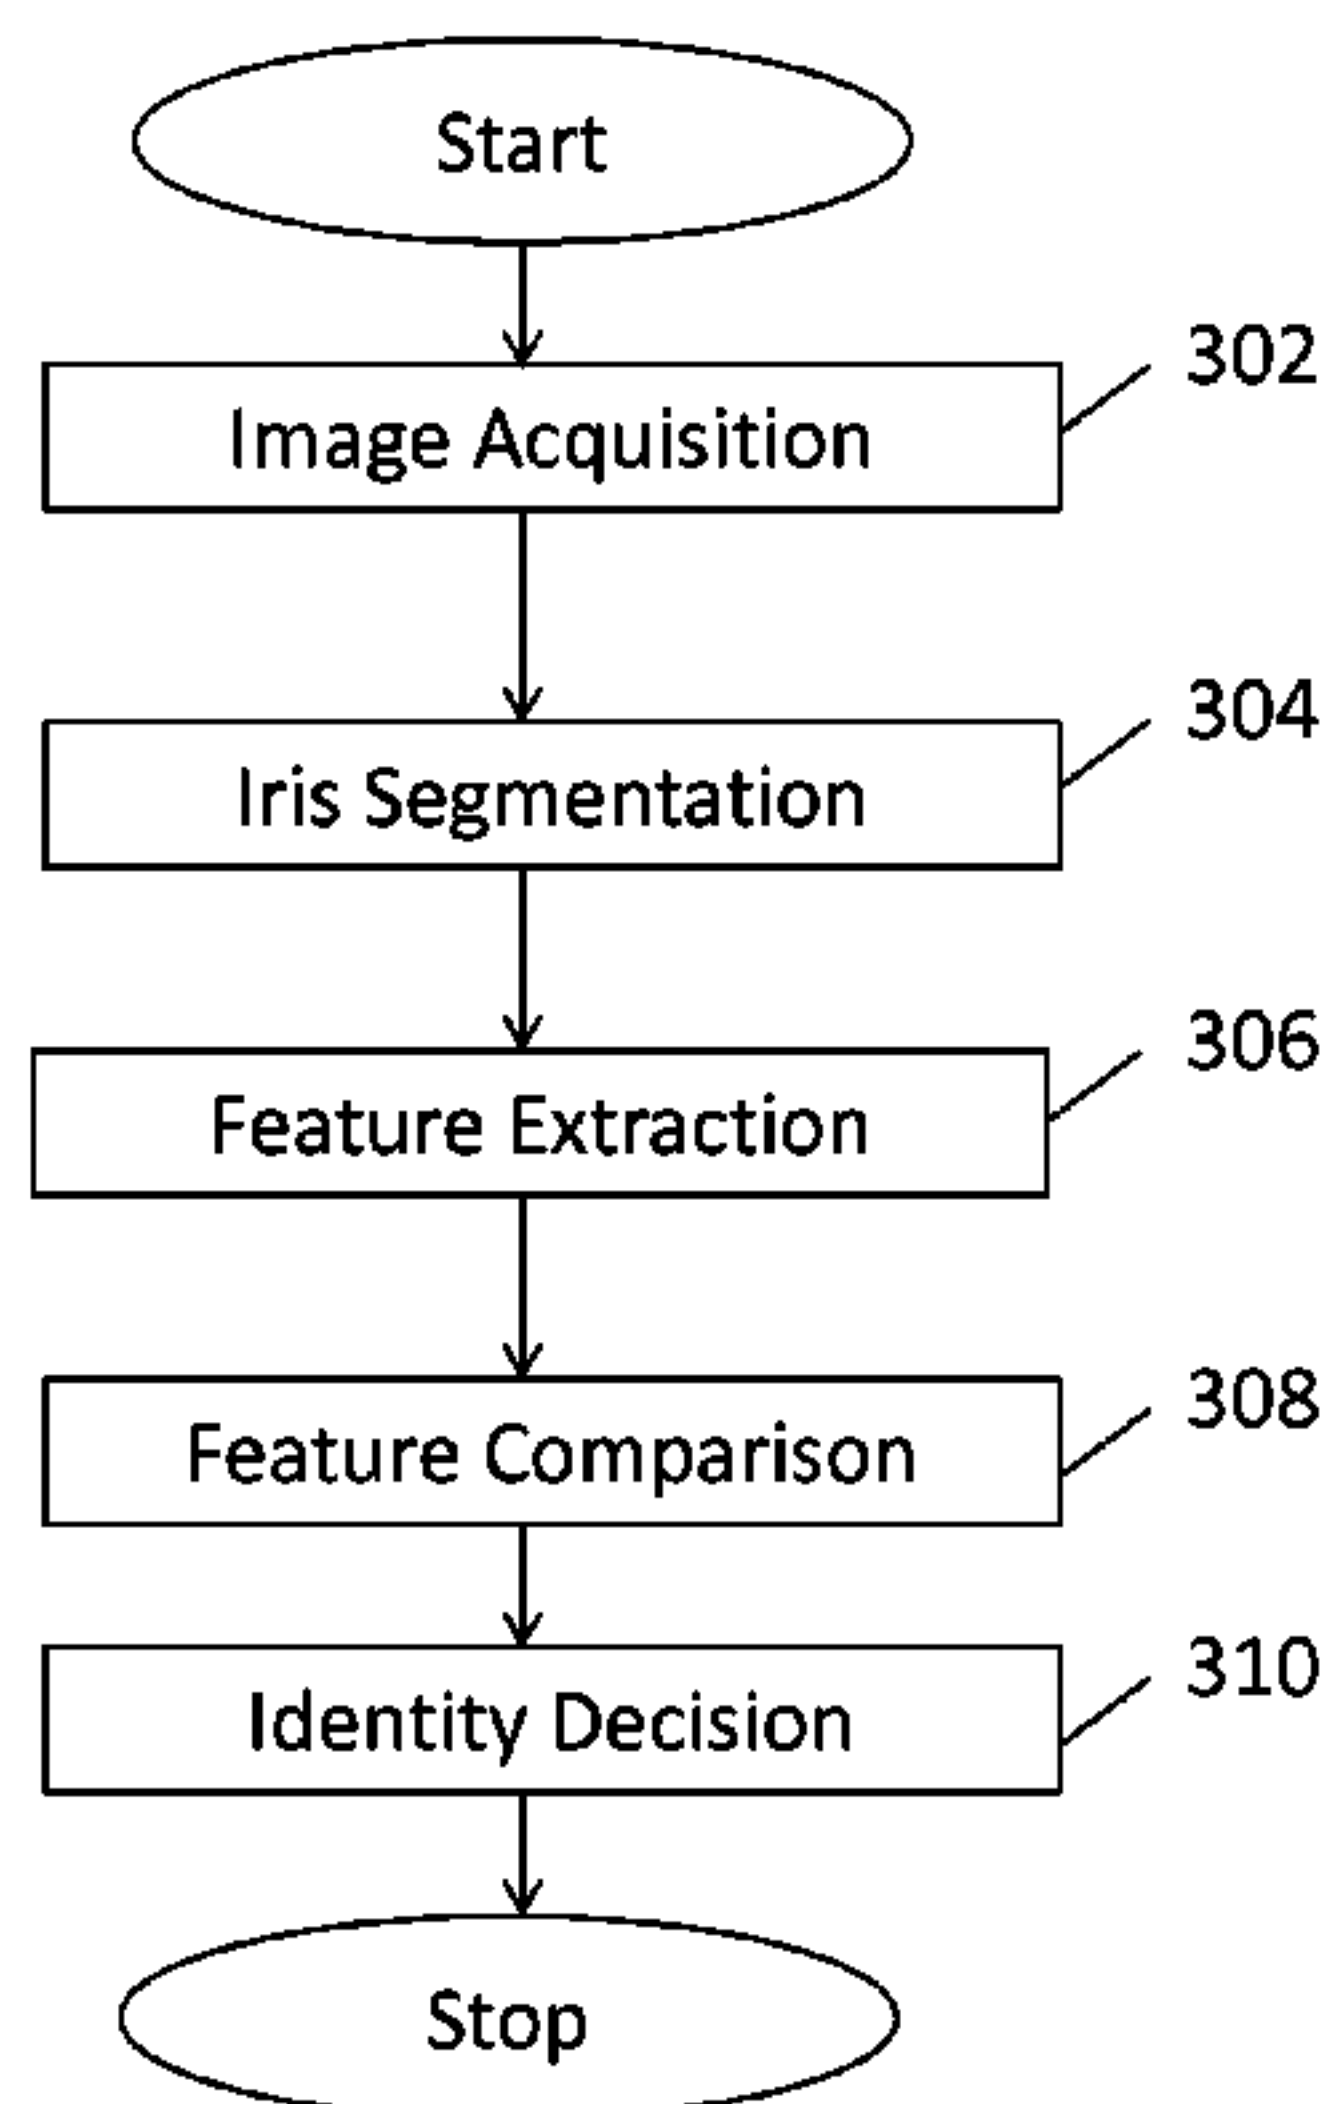 Start
302
Image Acquisition
304
Iris Segmentation
306
Feature Extraction
308
Feature Comparison
310
Identity Decision
Stop